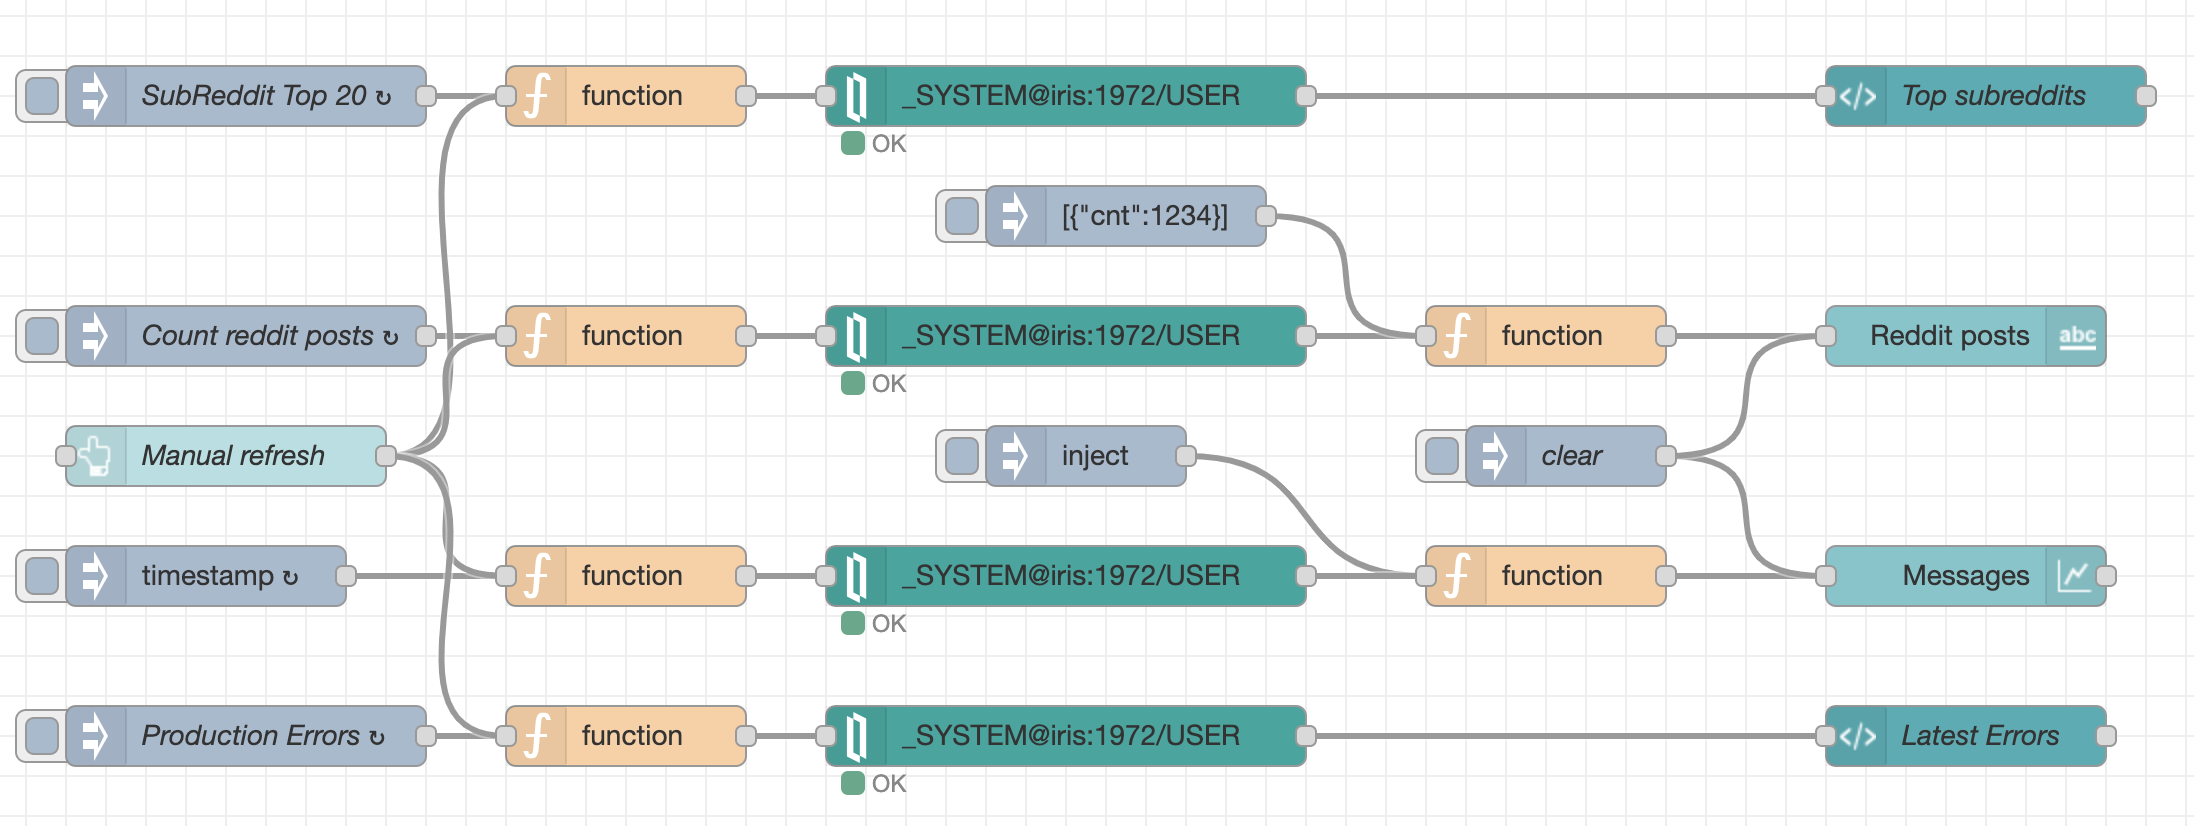 SubReddit Top 20 ↻
function
_SYSTEM@iris:1972/USER
</> Top subreddits
OK
[{"cnt":1234}]
Count reddit posts ↻
function
_SYSTEM@iris:1972/USER
function
Reddit posts
abc
OK
Manual refresh
inject
clear
timestamp ↻
function
_SYSTEM@iris:1972/USER
function
Messages
OK
Production Errors ↻
function
_SYSTEM@iris:1972/USER
</> Latest Errors
OK